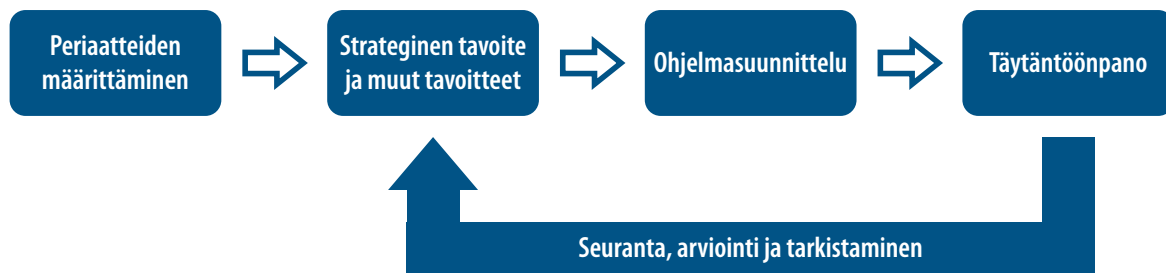 Periaatteiden
määrittäminen
Strateginen tavoite
ja muut tavoitteet
Ohjelmasuunnittelu
Täytäntöönpano
Seuranta, arviointi ja tarkistaminen